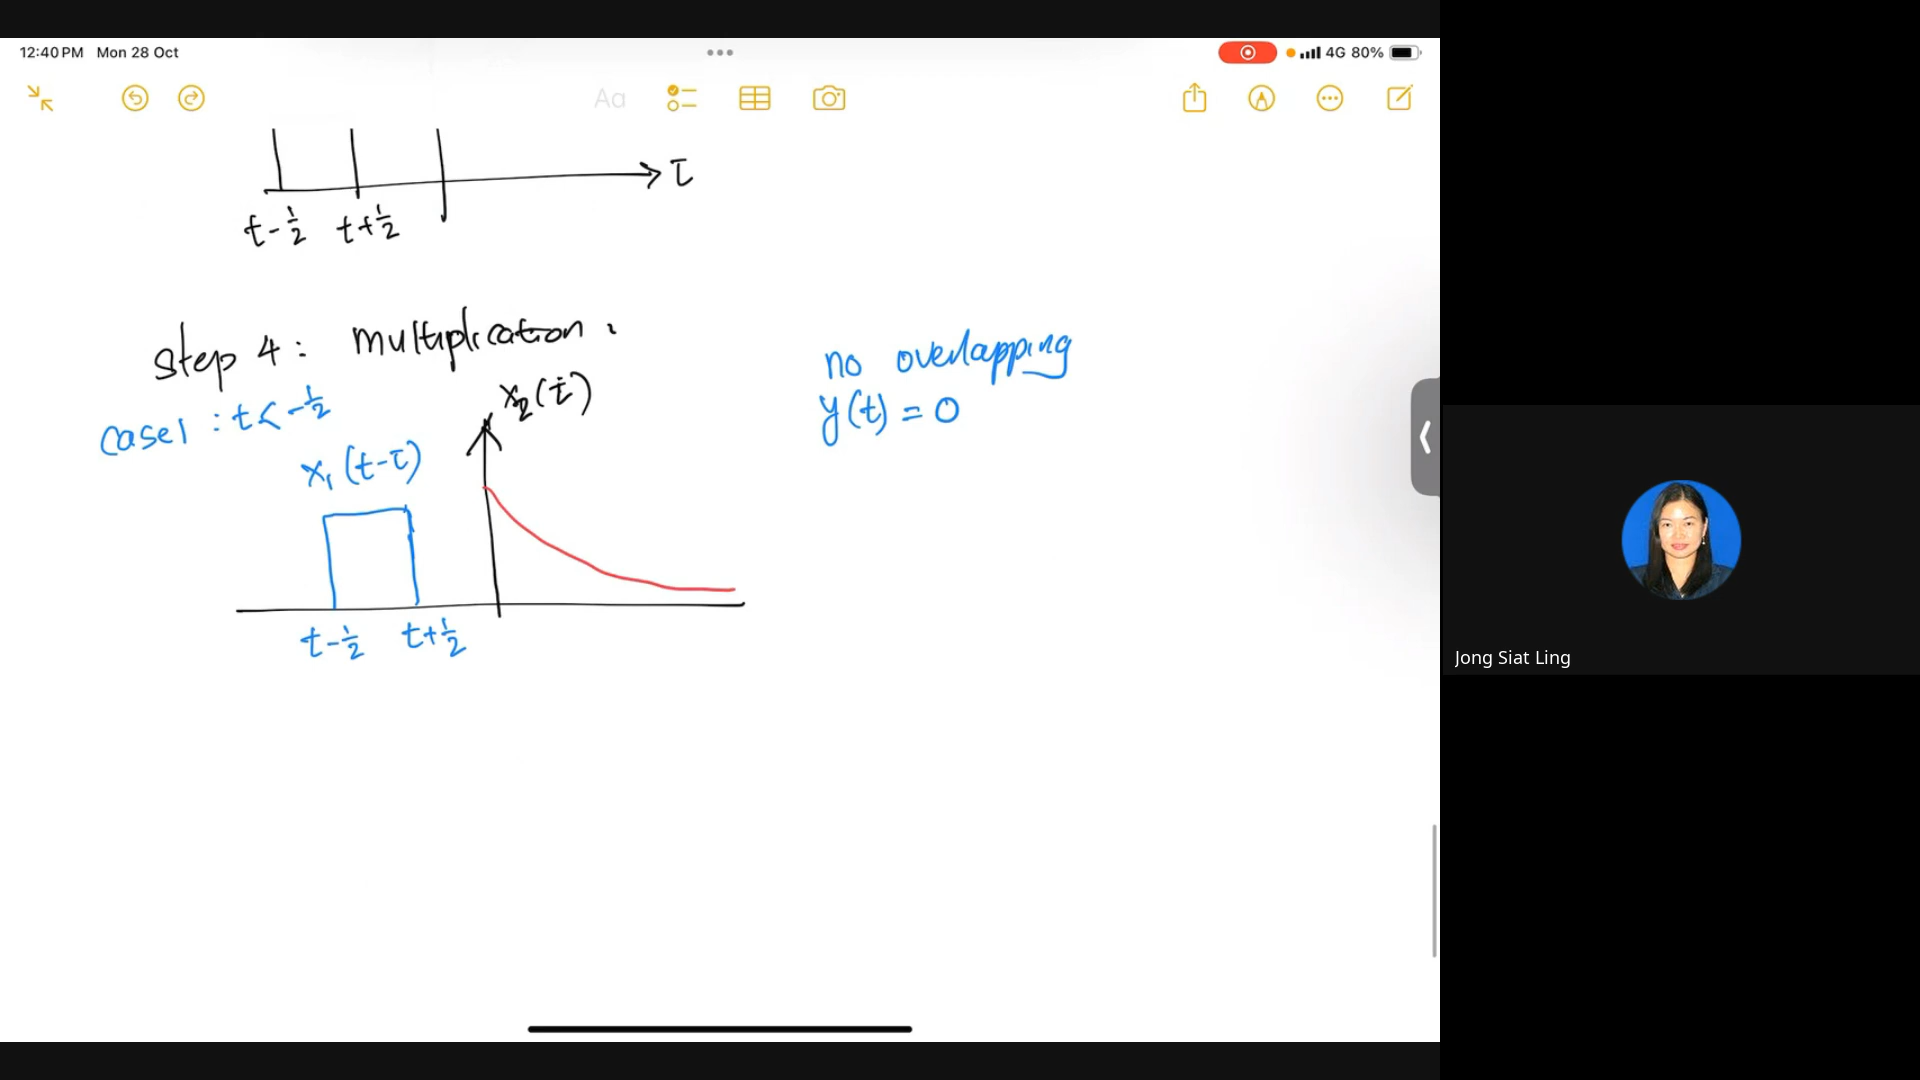 12:40 PM Mon 28 Oct
4G 80%
Aa
τ
t-½ t+½
step 4: multiplication:
no overlapping
x₂(t)
case1 : t < -½
y(t) = 0
x₁(t-τ)
t-½ t+½
Jong Siat Ling